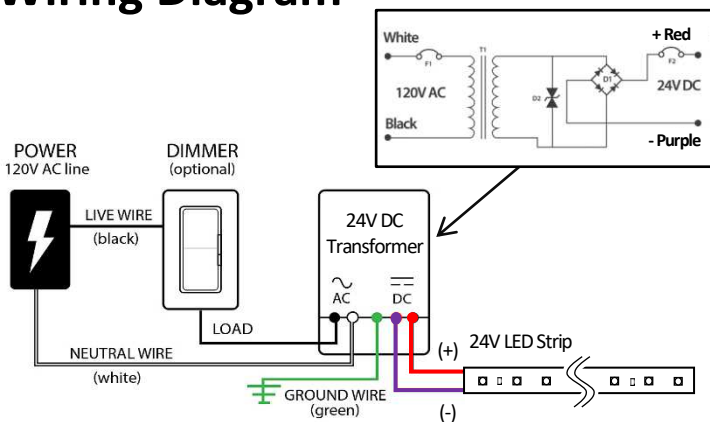 Wiring Diagram
White
F1
T1
120V AC
Black
D2
D1
+ Red
F2
24V DC
- Purple
POWER
120V AC line
DIMMER
(optional)
LIVE WIRE
(black)
24V DC
Transformer
AC
DC
LOAD
NEUTRAL WIRE
(white)
GROUND WIRE
(green)
(+)
24V LED Strip
(-)